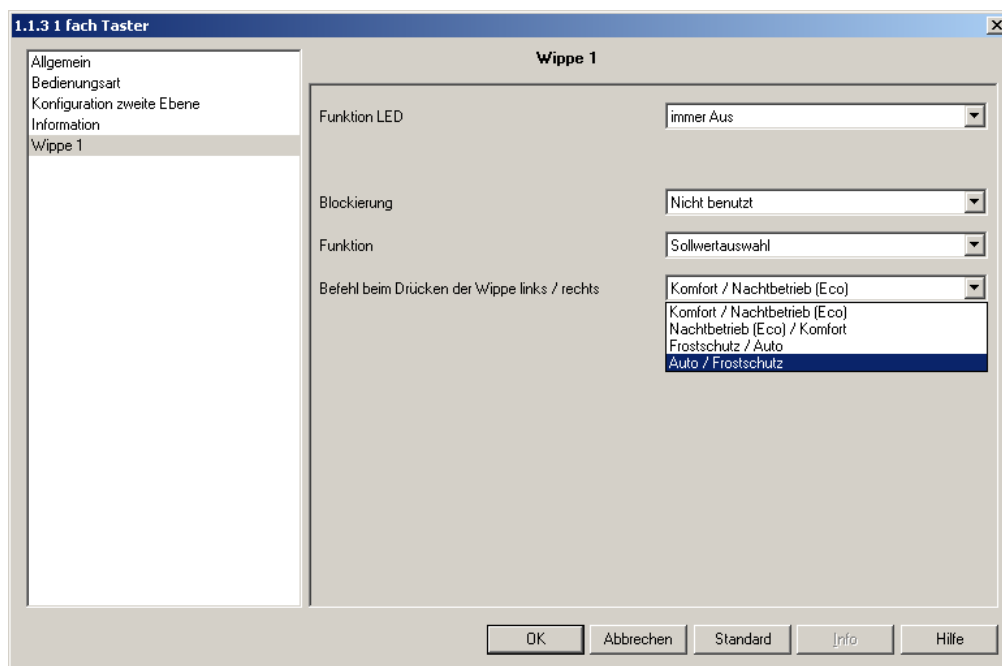 1.1.3 1 fach Taster
Allgemein
Bedienungsart
Konfiguration zweite Ebene
Information
Wippe 1
Wippe 1
Funktion LED
immer Aus
Blockierung
Nicht benutzt
Funktion
Sollwertauswahl
Befehl beim Drücken der Wippe links / rechts
Komfort / Nachtbetrieb (Eco)
Komfort / Nachtbetrieb (Eco)
Nachtbetrieb (Eco) / Komfort
Frostschutz / Auto
Auto / Frostschutz
OK
Abbrechen
Standard
Info
Hilfe